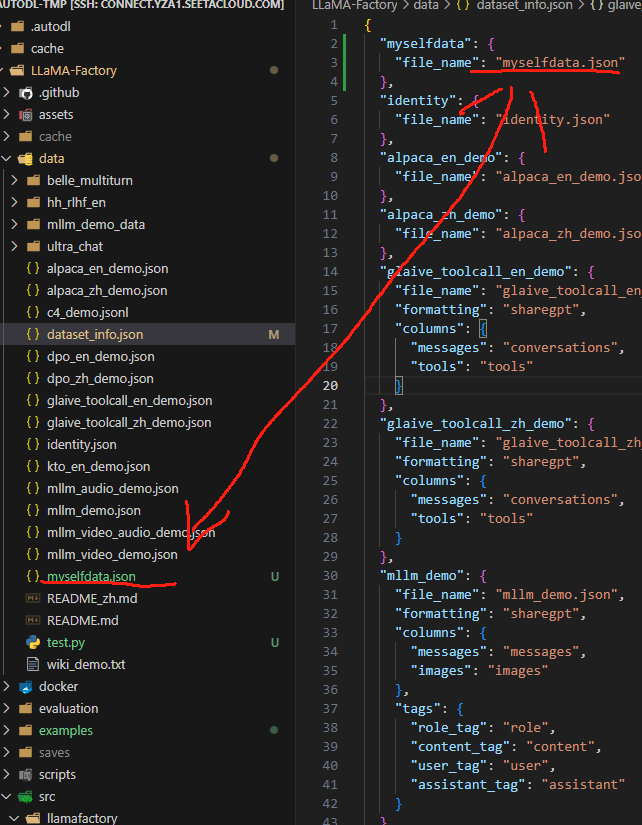 AUTODL-TMP [SSH: CONNECT.YZA1.SEETACLOUD.COM]
.autodl
cache
LLaMA-Factory
.github
assets
cache
data
belle_multiturn
hh_rlhf_en
mllm_demo_data
ultra_chat
alpaca_en_demo.json
alpaca_zh_demo.json
c4_demo.jsonl
dataset_info.json M
dpo_en_demo.json
dpo_zh_demo.json
glaive_toolcall_en_demo.json
glaive_toolcall_zh_demo.json
identity.json
kto_en_demo.json
mllm_audio_demo.json
mllm_demo.json
mllm_video_audio_demo.json
mllm_video_demo.json
myselfdata.json U
README_zh.md
README.md
test.py U
wiki_demo.txt
docker
evaluation
examples
saves
scripts
src
llamafactory
LLaMA-Factory > data > {} dataset_info.json > {} glaive
1 {
2 "myselfdata": {
3 "file_name": "myselfdata.json"
4 },
5 "identity": {
6 "file_name": "identity.json"
7 },
8 "alpaca_en_demo": {
9 "file_name": "alpaca_en_demo.jso
10 },
11 "alpaca_zh_demo": {
12 "file_name": "alpaca_zh_demo.jso
13 },
14 "glaive_toolcall_en_demo": {
15 "file_name": "glaive_toolcall_en_
16 "formatting": "sharegpt",
17 "columns": {
18 "messages": "conversations",
19 "tools": "tools"
20 }
21 },
22 "glaive_toolcall_zh_demo": {
23 "file_name": "glaive_toolcall_zh_
24 "formatting": "sharegpt",
25 "columns": {
26 "messages": "conversations",
27 "tools": "tools"
28 }
29 },
30 "mllm_demo": {
31 "file_name": "mllm_demo.json",
32 "formatting": "sharegpt",
33 "columns": {
34 "messages": "messages",
35 "images": "images"
36 },
37 "tags": {
38 "role_tag": "role",
39 "content_tag": "content",
40 "user_tag": "user",
41 "assistant_tag": "assistant"
42 }
43 }